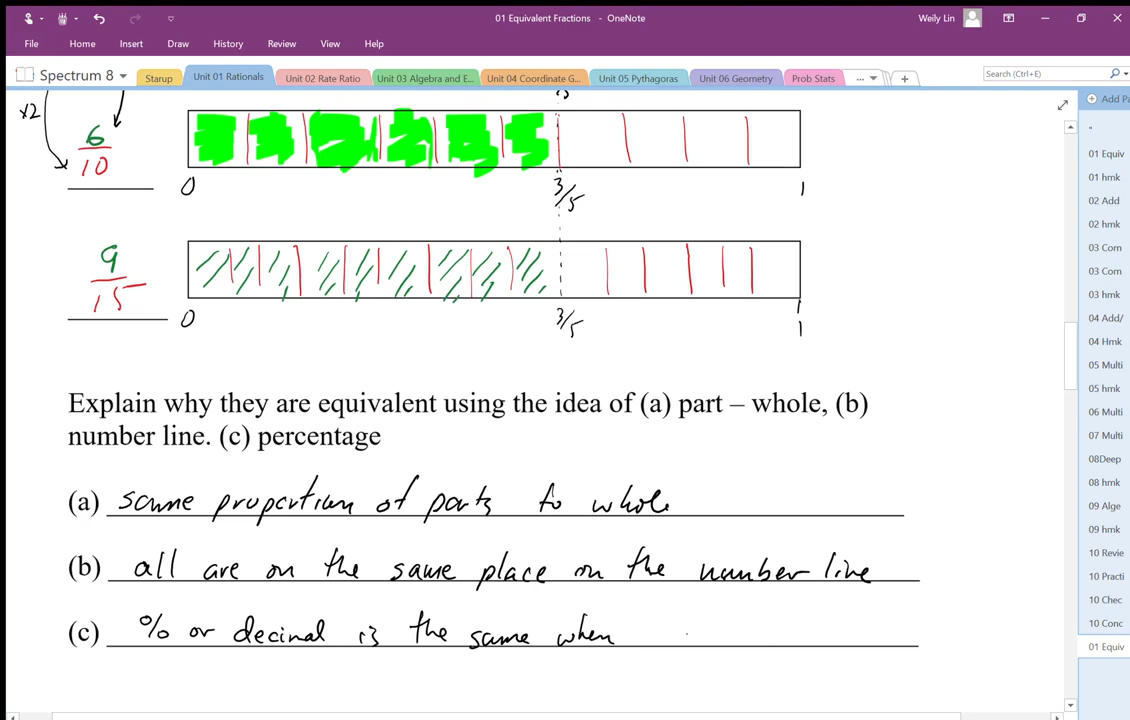 01 Equivalent Fractions - OneNote
Weily Lin
File Home Insert Draw History Review View Help
Spectrum 8
Starup
Unit 01 Rationals
Unit 02 Rate Ratio
Unit 03 Algebra and E...
Unit 04 Coordinate G...
Unit 05 Pythagoras
Unit 06 Geometry
Prob Stats
...
Search (Ctrl+E)
Add Pa
x2
6/10
0 3/5 1
9/15
0 3/5 1
Explain why they are equivalent using the idea of (a) part – whole, (b)
number line. (c) percentage
(a) same proportion of parts to whole
(b) all are on the same place on the number line
(c) % or decinal is the same when
"
01 Equiv
01 hmk
02 Add
02 hmk
03 Com
03 Com
03 hmk
04 Add/
04 Hmk
05 Multi
05 hmk
06 Multi
07 Multi
08Deep
08 hmk
09 Alge
09 hmk
10 Revie
10 Practi
10 Chec
10 Conc
01 Equiv